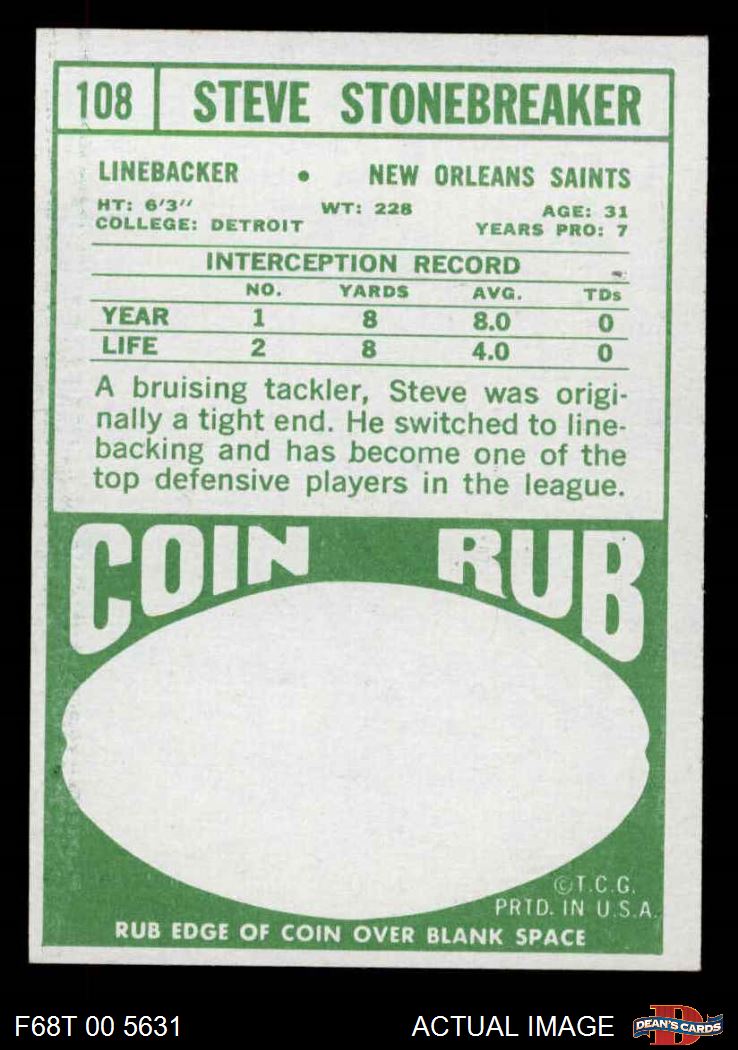 108 STEVE STONEBREAKER
LINEBACKER • NEW ORLEANS SAINTS
HT: 6'3" WT: 228 AGE: 31
COLLEGE: DETROIT YEARS PRO: 7
INTERCEPTION RECORD
NO. YARDS AVG. TDs
YEAR 1 8 8.0 0
LIFE 2 8 4.0 0
A bruising tackler, Steve was origi-
nally a tight end. He switched to line-
backing and has become one of the
top defensive players in the league.
COIN RUB
©T.C.G.
PRTD. IN U.S.A.
RUB EDGE OF COIN OVER BLANK SPACE
F68T 00 5631 ACTUAL IMAGE D DEAN'S CARDS